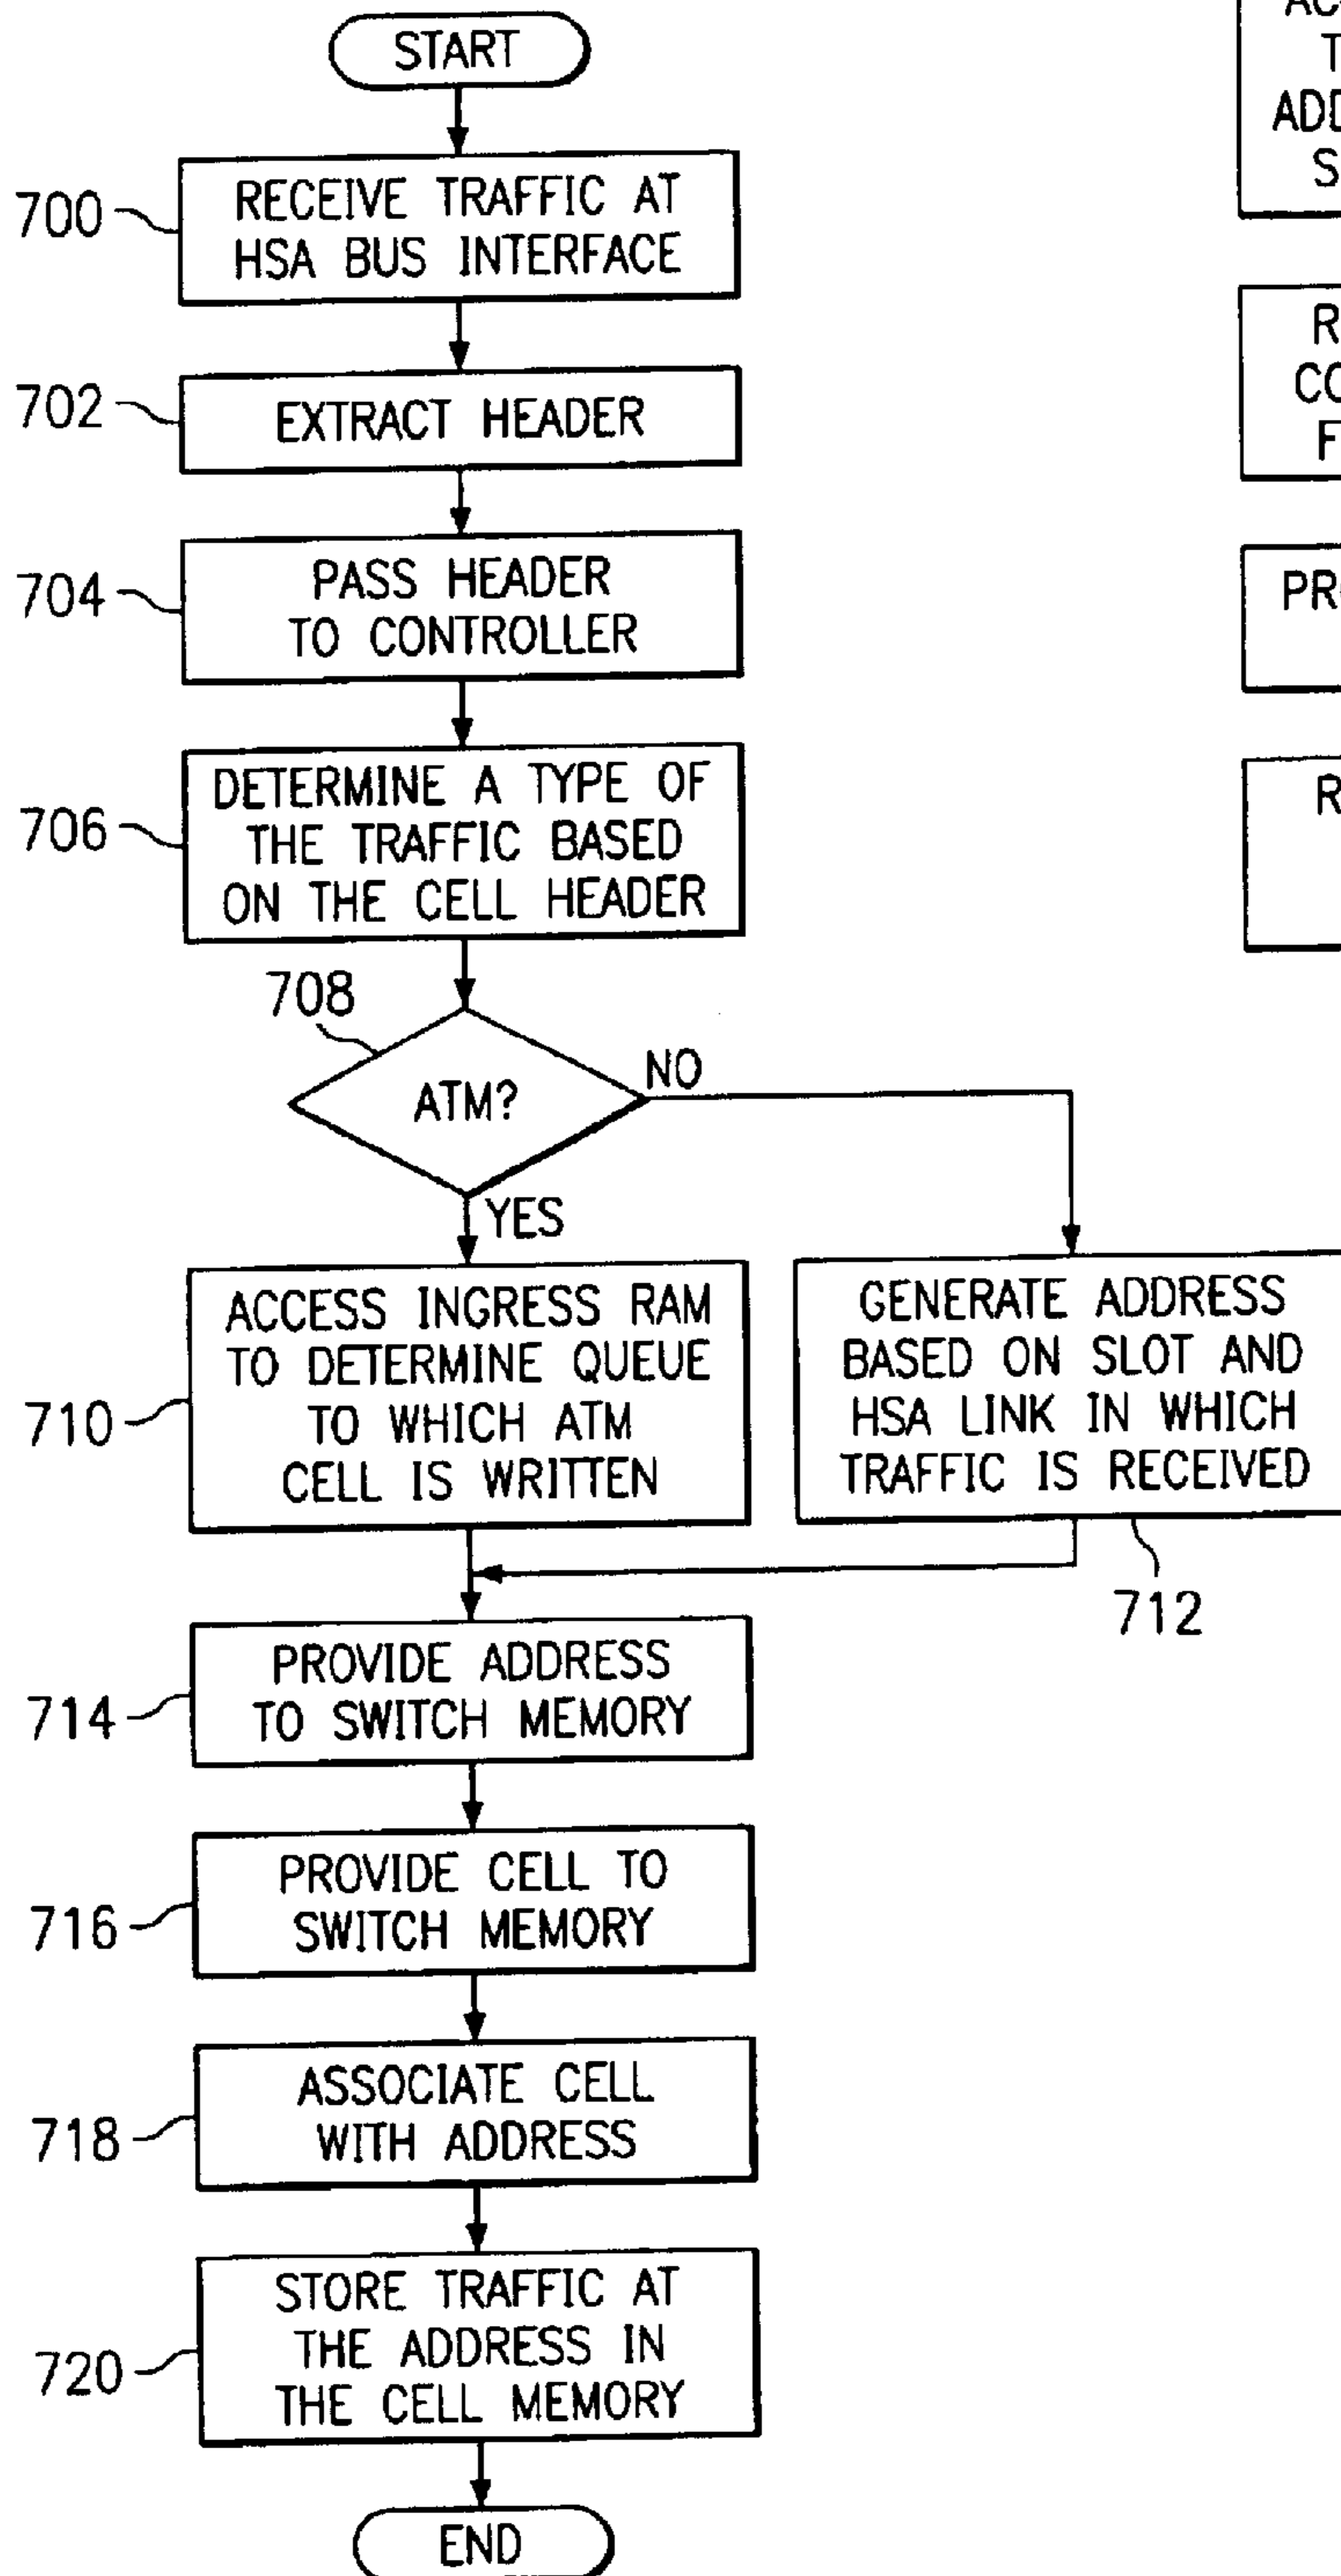 START
700
RECEIVE TRAFFIC AT
HSA BUS INTERFACE
702
EXTRACT HEADER
704
PASS HEADER
TO CONTROLLER
706
DETERMINE A TYPE OF
THE TRAFFIC BASED
ON THE CELL HEADER
708
ATM?
NO
YES
710
ACCESS INGRESS RAM
TO DETERMINE QUEUE
TO WHICH ATM
CELL IS WRITTEN
GENERATE ADDRESS
BASED ON SLOT AND
HSA LINK IN WHICH
TRAFFIC IS RECEIVED
712
714
PROVIDE ADDRESS
TO SWITCH MEMORY
716
PROVIDE CELL TO
SWITCH MEMORY
718
ASSOCIATE CELL
WITH ADDRESS
720
STORE TRAFFIC AT
THE ADDRESS IN
THE CELL MEMORY
END